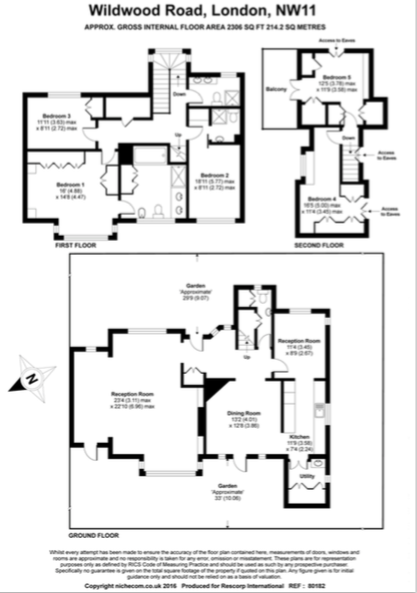 Wildwood Road, London, NW11
APPROX. GROSS INTERNAL FLOOR AREA 2306 SQ FT 214.2 SQ METRES
Access to Eaves
Bedroom 5
12'5 (3.78) max
x 11'9 (3.58) max
Balcony
Down
Bedroom 3
11'11 (3.63) max
x 8'11 (2.72) max
Up
Down
Access
to Eaves
Bedroom 1
16' (4.88)
x 14'8 (4.47)
Bedroom 2
18'11 (5.77) max
x 8'11 (2.72) max
Bedroom 4
16'5 (5.00) max
x 11'4 (3.45) max
Access
to Eaves
Access to Eaves
FIRST FLOOR
SECOND FLOOR
Garden
'Approximate'
29'9 (9.07)
N
Up
Reception Room
11'4 (3.45)
x 8'9 (2.67)
Reception Room
23'4 (3.11) max
x 22'10 (6.96) max
Dining Room
13'2 (4.01)
x 12'8 (3.86)
Kitchen
11'9 (3.58)
x 7'4 (2.24)
Utility
Garden
'Approximate'
33' (10.06)
GROUND FLOOR
Whilst every attempt has been made to ensure the accuracy of the floor plan contained here, measurements of doors, windows and
rooms are approximate and no responsibility is taken for any error, omission or misstatement. These plans are for representation
purposes only as defined by RICS Code of Measuring Practice and should be used as such by any prospective purchaser.
Specifically no guarantee is given on the total square footage of the property if quoted on this plan. Any figure given is for initial
guidance only and should not be relied on as a basis of valuation.
Copyright nichecom.co.uk 2016 Produced for Rescorp International REF: 80182